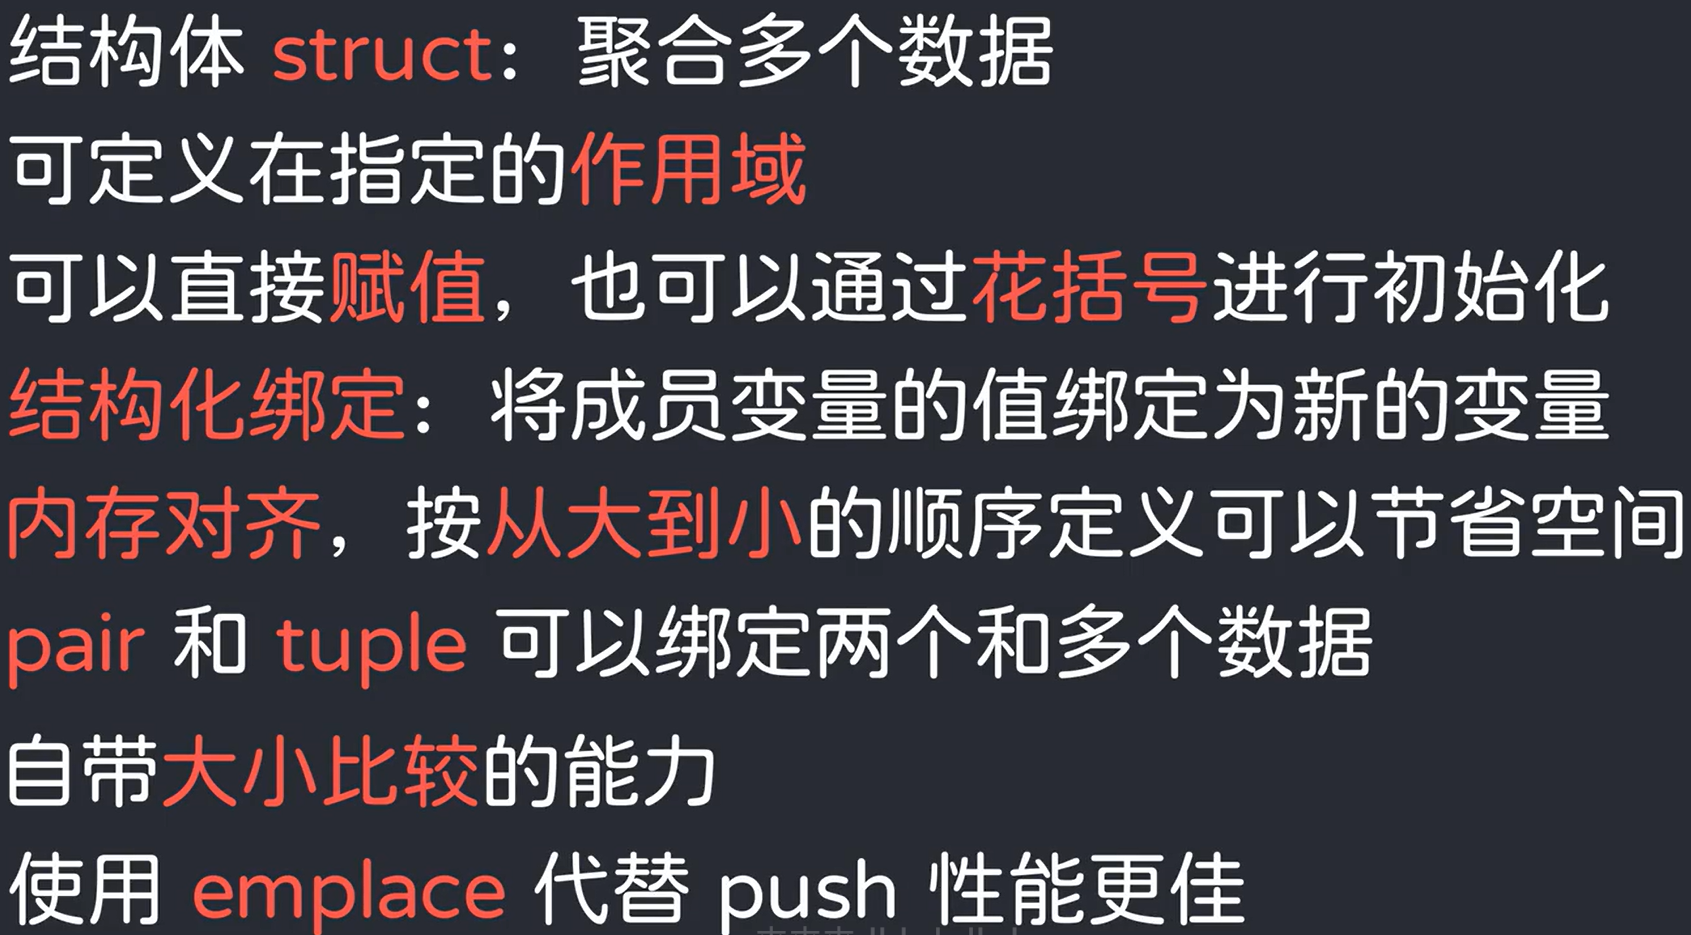 结构体 struct： 聚合多个数据
可定义在指定的作用域
可以直接赋值， 也可以通过花括号进行初始化
结构化绑定： 将成员变量的值绑定为新的变量
内存对齐， 按从大到小的顺序定义可以节省空间
pair 和 tuple 可以绑定两个和多个数据
自带大小比较的能力
使用 emplace 代替 push 性能更佳